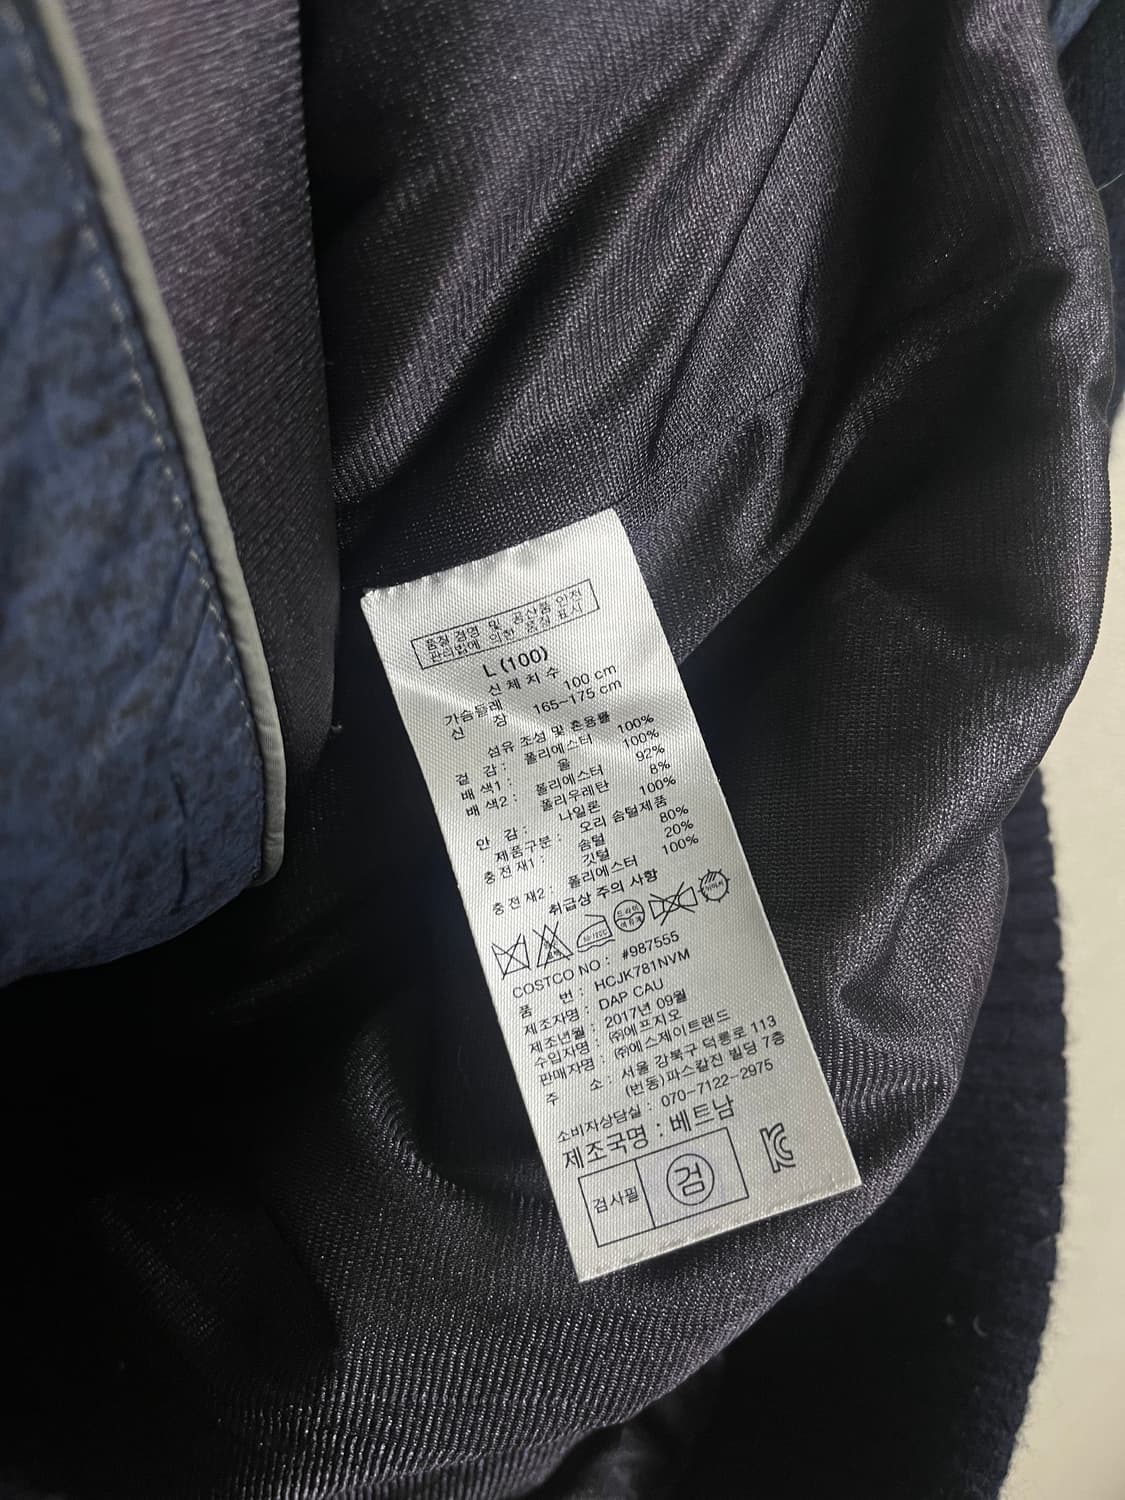 품질 경영 및 공산품 안전
관리법에 의한 품질 표시
L (100)
신체 치수
가슴둘레 100 cm
신 장 165-175 cm
섬유 조성 및 혼용률
겉 감 : 폴리에스터 100%
배 색1 : 울 100%
배 색2 : 폴리에스터 92%
폴리우레탄 8%
안 감 : 나일론 100%
제품구분 : 오리 솜털제품
충 전 재1 : 솜털 80%
깃털 20%
충 전 재2 : 폴리에스터 100%
취급상 주의 사항
드라이
석유계
COSTCO NO : #987555
품 번 : HCJK781NVM
제조자명 : DAP CAU
제조년월 : 2017년 09월
수입자명 : ㈜에프지오
판매자명 : ㈜에스제이트랜드
주 소 : 서울 강북구 덕릉로 113
(번동)파스칼진 빌딩 7층
소비자상담실 : 070-7122-2975
제조국명 : 베트남
검사필 검